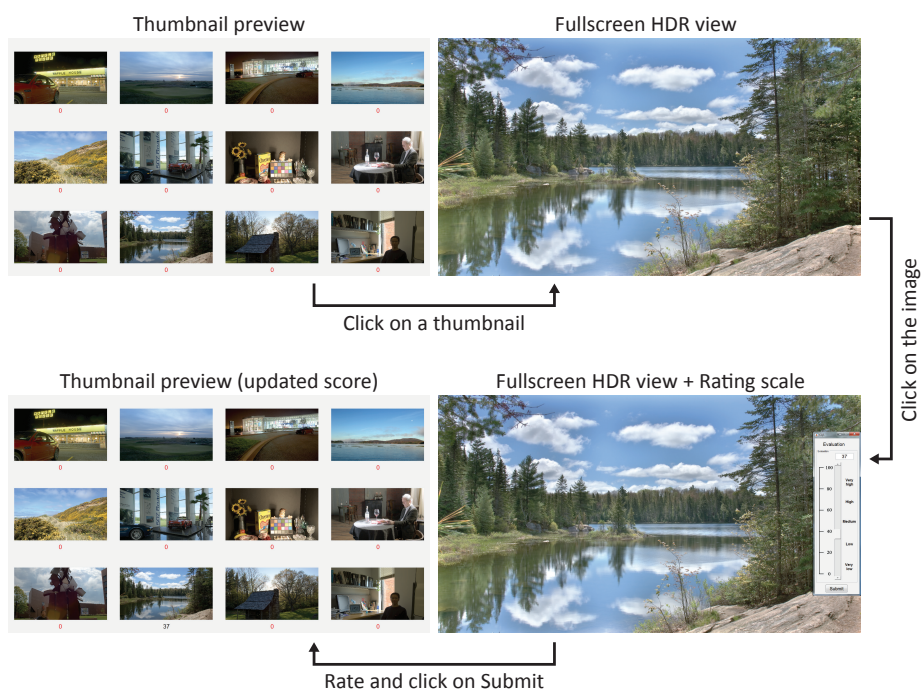 Thumbnail preview
Fullscreen HDR view
0 0 0 0
0 0 0 0
0 0 0 0
Click on a thumbnail
Click on the image
Thumbnail preview (updated score)
Fullscreen HDR view + Rating scale
0 0 0 0
0 0 0 0
0 37 0 0
Evaluation
37
100
80
60
40
20
0
Very high
High
Medium
Low
Very low
Submit
Rate and click on Submit